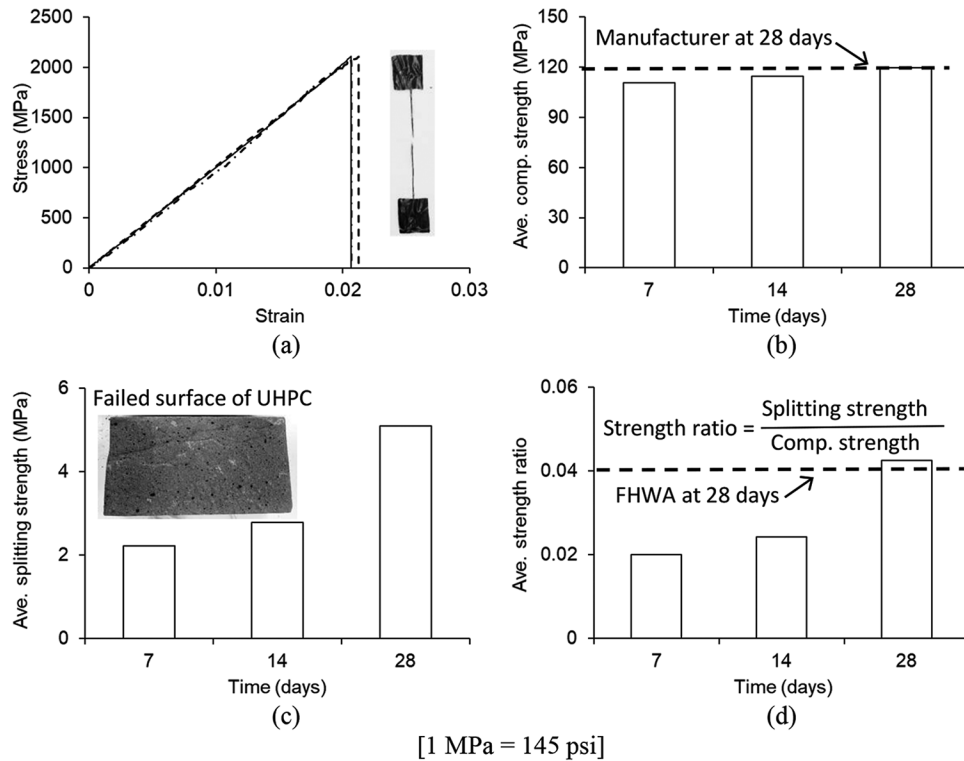 2500
2000
1500
1000
500
0
Stress (MPa)
0 0.01 0.02 0.03
Strain
(a)
150
120
90
60
30
0
Ave. comp. strength (MPa)
Manufacturer at 28 days
7 14 28
Time (days)
(b)
6
4
2
0
Ave. splitting strength (MPa)
Failed surface of UHPC
7 14 28
Time (days)
(c)
0.06
0.04
0.02
0
Ave. strength ratio
Strength ratio = Splitting strength
Comp. strength
FHWA at 28 days
7 14 28
Time (days)
(d)
[1 MPa = 145 psi]